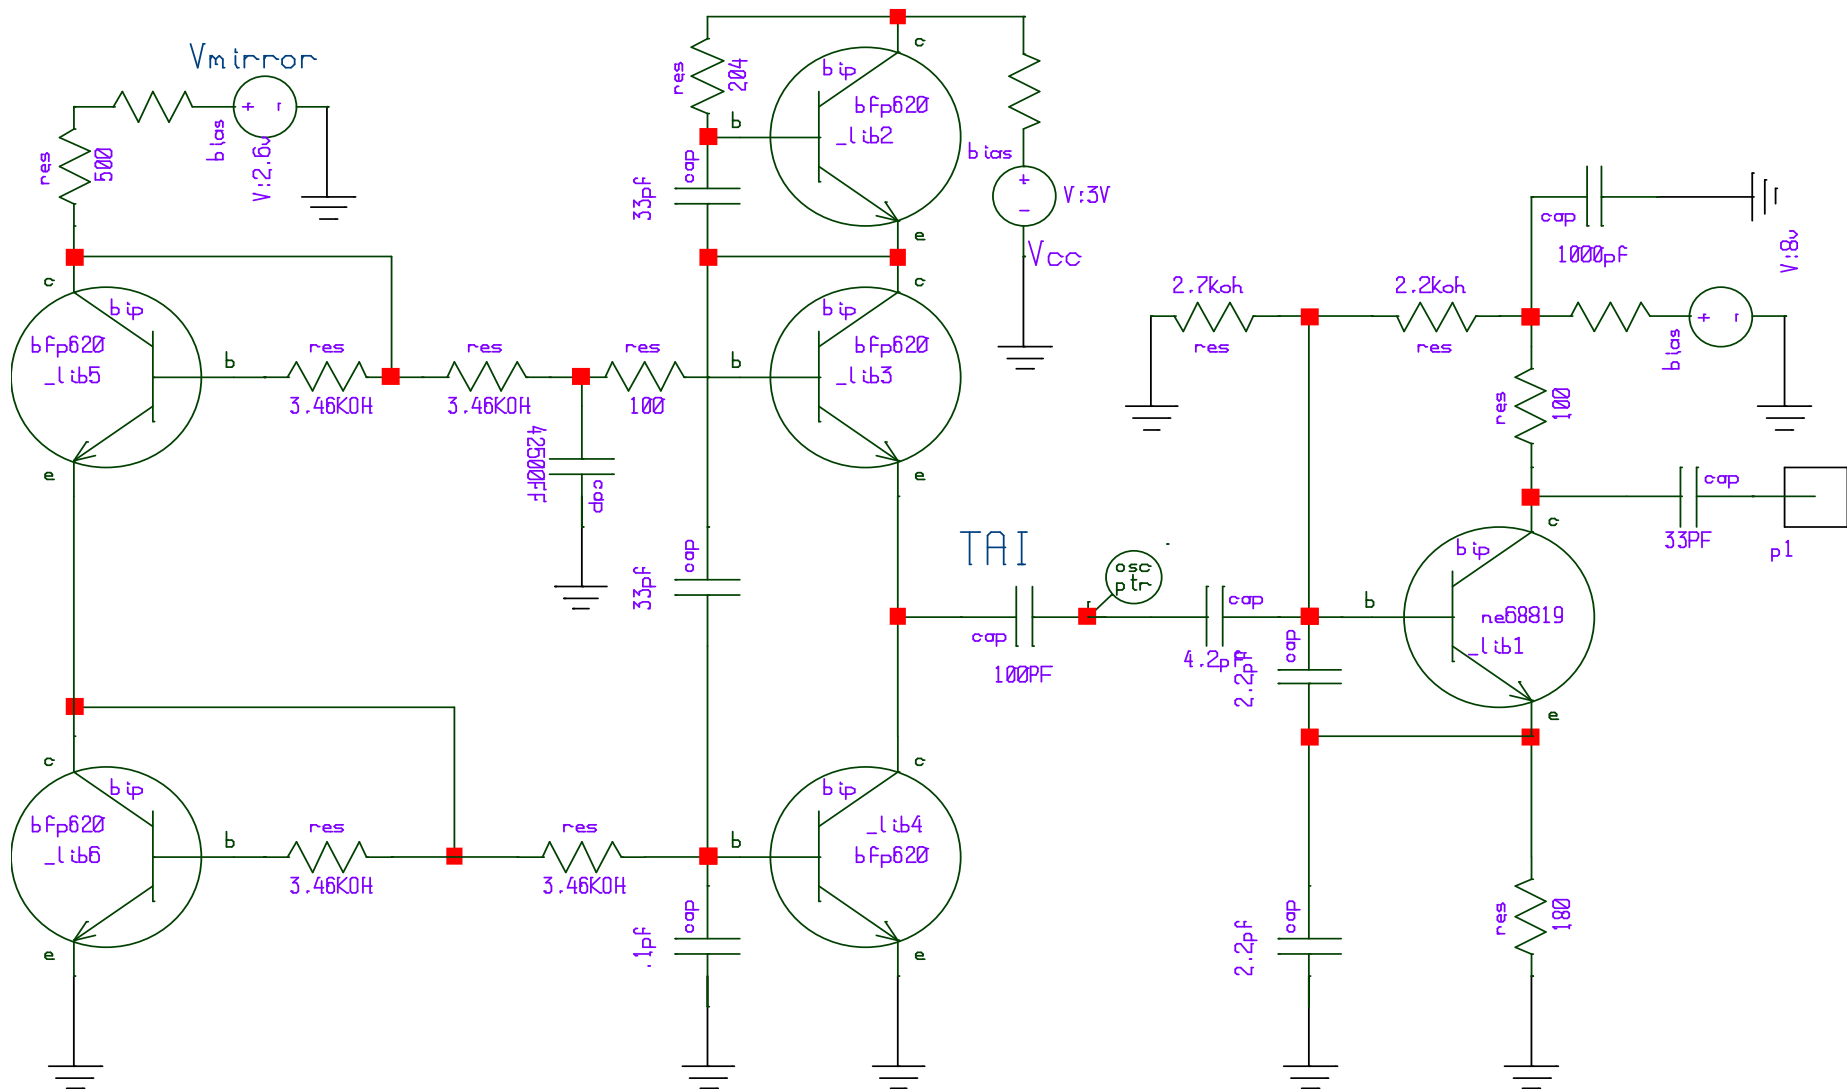 Vmirror
bias
V:2.6v
res
500
c
bip
bfp620
_lib5
b
e
res
3.46KOH
res
3.46KOH
res
100
42500FF
cap
c
bip
bfp620
_lib6
b
e
res
3.46KOH
res
3.46KOH
res
204
c
bip
bfp620
_lib2
b
e
cap
33pf
bias
V:3V
Vcc
c
bip
bfp620
_lib3
b
e
cap
33pf
c
bip
_lib4
bfp620
b
e
cap
.1pf
TAI
cap
100PF
osc
ptr
cap
4.2pF
cap
2.2pf
cap
2.2pf
2.7Koh
res
2.2Koh
res
cap
1000pF
V:8v
bias
res
100
cap
33PF
p1
c
bip
ne68819
_lib1
b
e
res
180